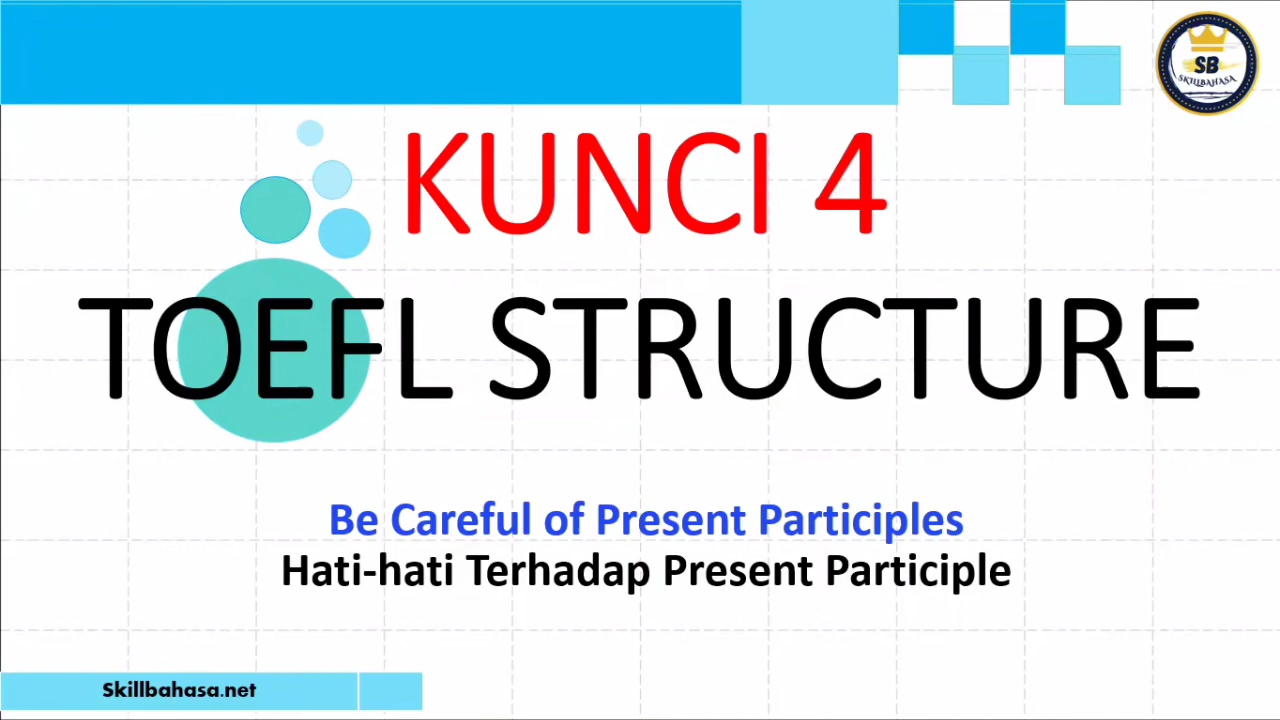 SB
SKILLBAHASA
KUNCI 4
TOEFL STRUCTURE
Be Careful of Present Participles
Hati-hati Terhadap Present Participle
Skillbahasa.net